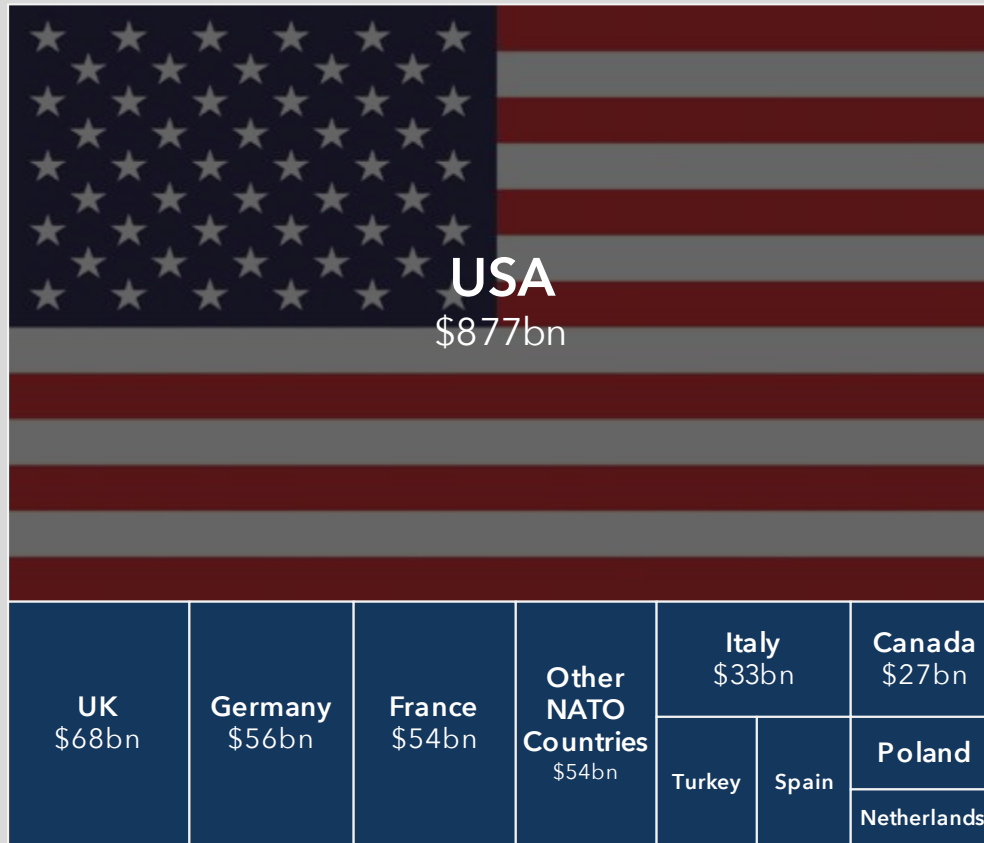 USA
$877bn
UK
$68bn
Germany
$56bn
France
$54bn
Other
NATO
Countries
$54bn
Italy
$33bn
Canada
$27bn
Turkey
Spain
Poland
Netherlands